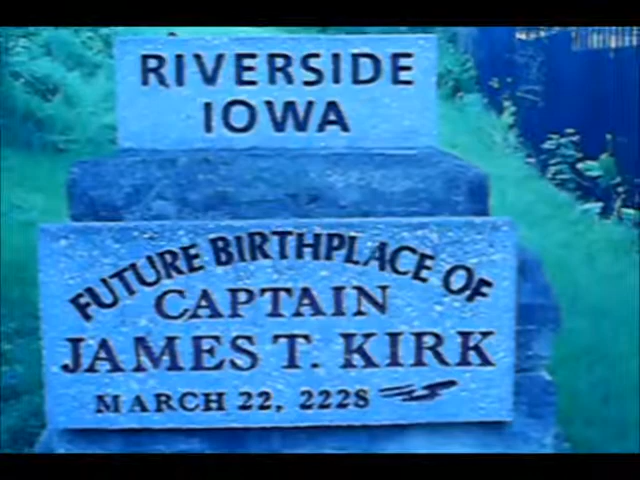 RIVERSIDE
IOWA
FUTURE BIRTHPLACE OF
CAPTAIN
JAMES T. KIRK
MARCH 22, 2228